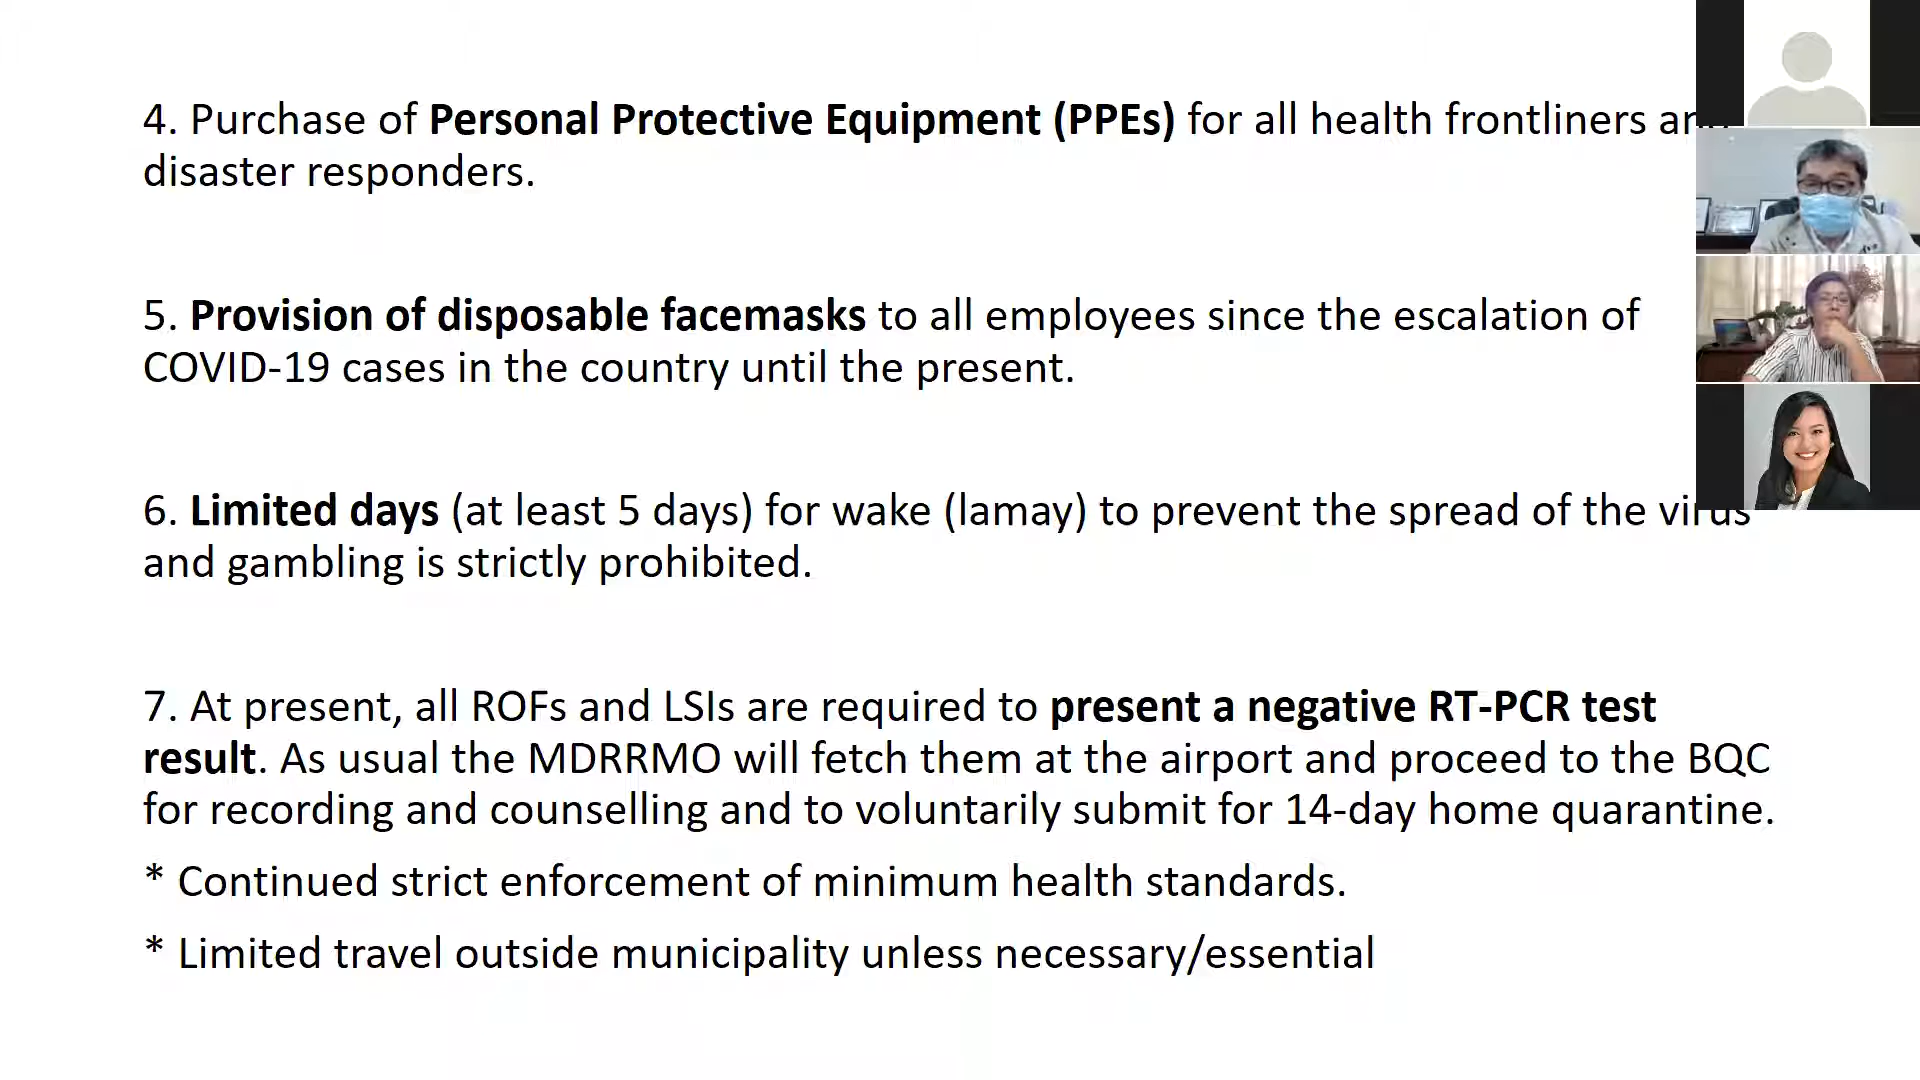 4. Purchase of Personal Protective Equipment (PPEs) for all health frontliners and
disaster responders.
5. Provision of disposable facemasks to all employees since the escalation of
COVID-19 cases in the country until the present.
6. Limited days (at least 5 days) for wake (lamay) to prevent the spread of the virus
and gambling is strictly prohibited.
7. At present, all ROFs and LSIs are required to present a negative RT-PCR test
result. As usual the MDRRMO will fetch them at the airport and proceed to the BQC
for recording and counselling and to voluntarily submit for 14-day home quarantine.
* Continued strict enforcement of minimum health standards.
* Limited travel outside municipality unless necessary/essential